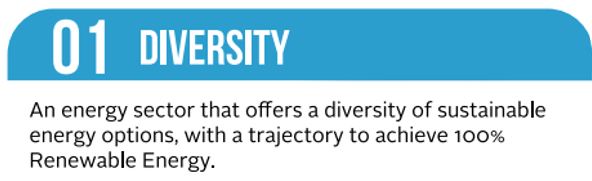 01 DIVERSITY
An energy sector that offers a diversity of sustainable
energy options, with a trajectory to achieve 100%
Renewable Energy.